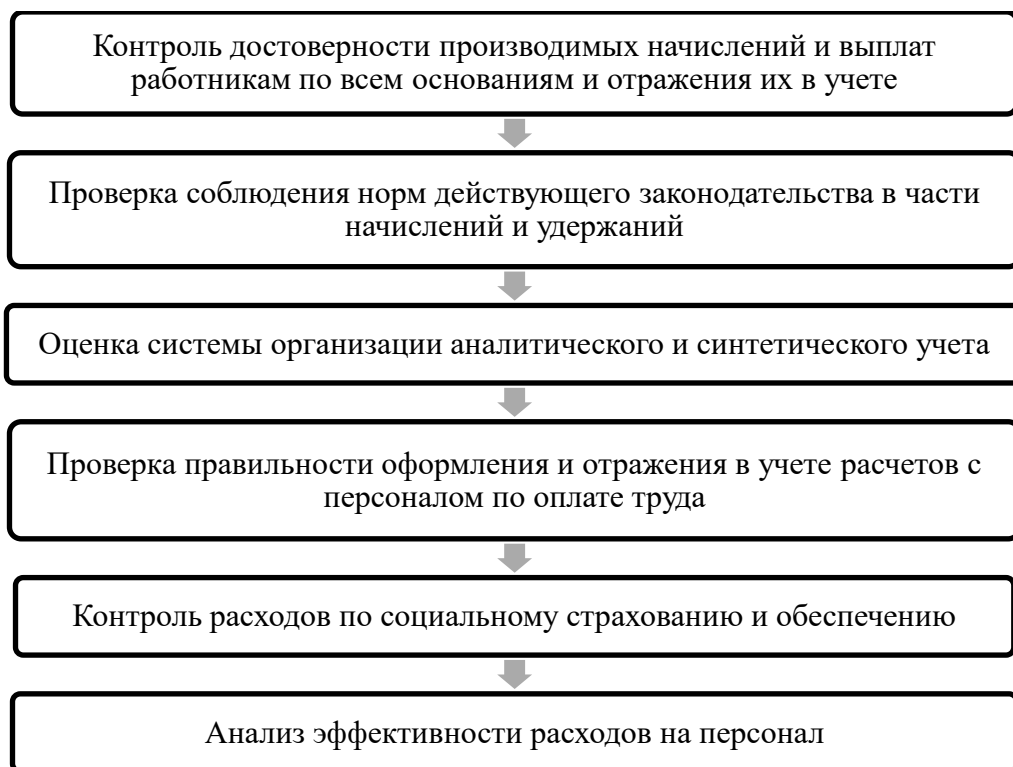 Контроль достоверности производимых начислений и выплат
работникам по всем основаниям и отражения их в учете
Проверка соблюдения норм действующего законодательства в части
начислений и удержаний
Оценка системы организации аналитического и синтетического учета
Проверка правильности оформления и отражения в учете расчетов с
персоналом по оплате труда
Контроль расходов по социальному страхованию и обеспечению
Анализ эффективности расходов на персонал